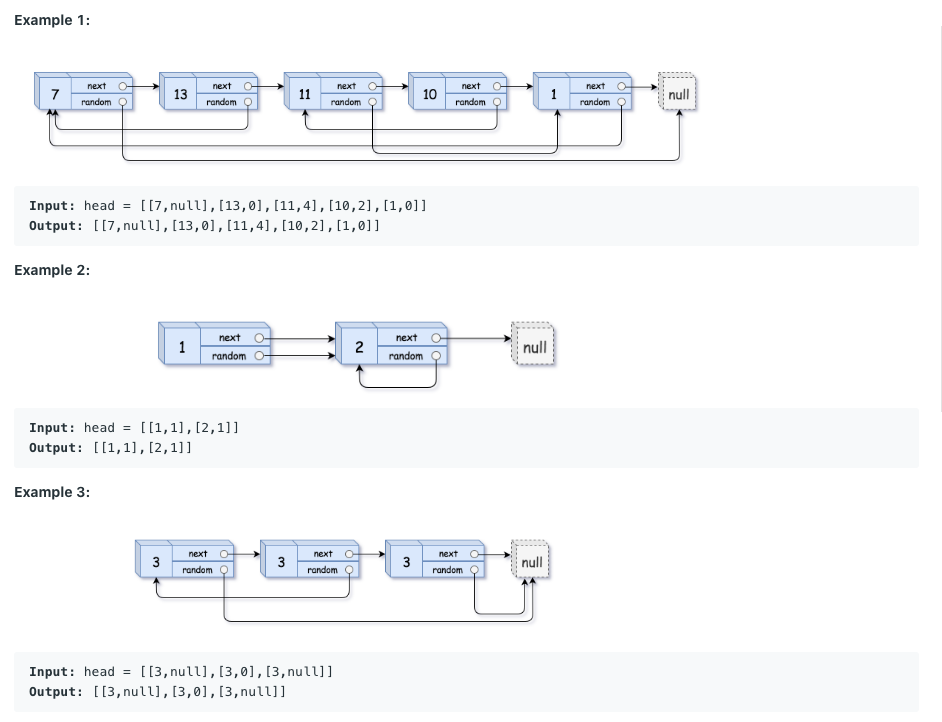 Example 1:
next next next next next
7 13 11 10 1 null
random random random random random
Input: head = [[7,null],[13,0],[11,4],[10,2],[1,0]]
Output: [[7,null],[13,0],[11,4],[10,2],[1,0]]
Example 2:
next next
1 2 null
random random
Input: head = [[1,1],[2,1]]
Output: [[1,1],[2,1]]
Example 3:
next next next
3 3 3 null
random random random
Input: head = [[3,null],[3,0],[3,null]]
Output: [[3,null],[3,0],[3,null]]